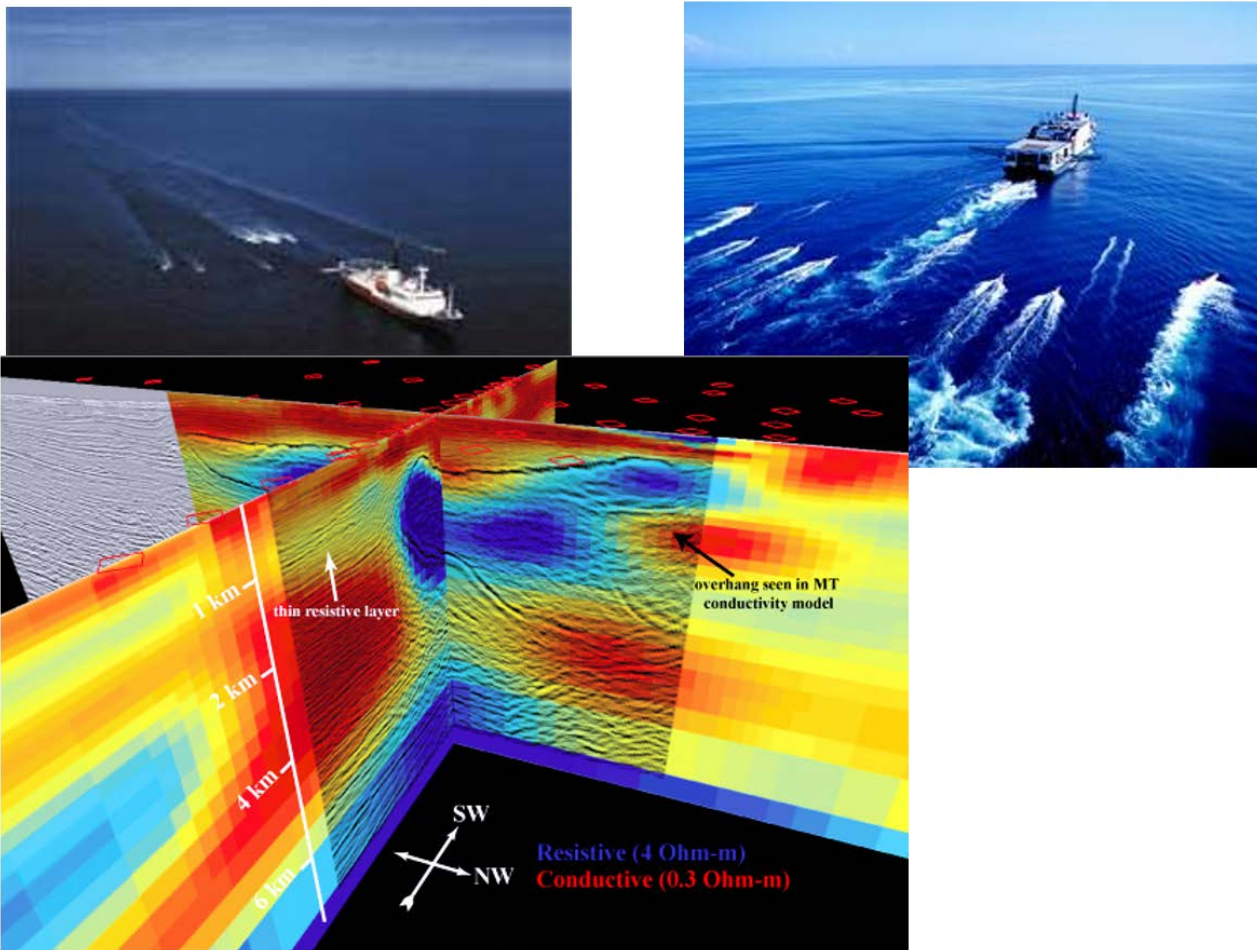 1 km
thin resistive layer
overhang seen in MT
conductivity model
2 km
4 km
6 km
SW
NW
Resistive (4 Ohm-m)
Conductive (0.3 Ohm-m)